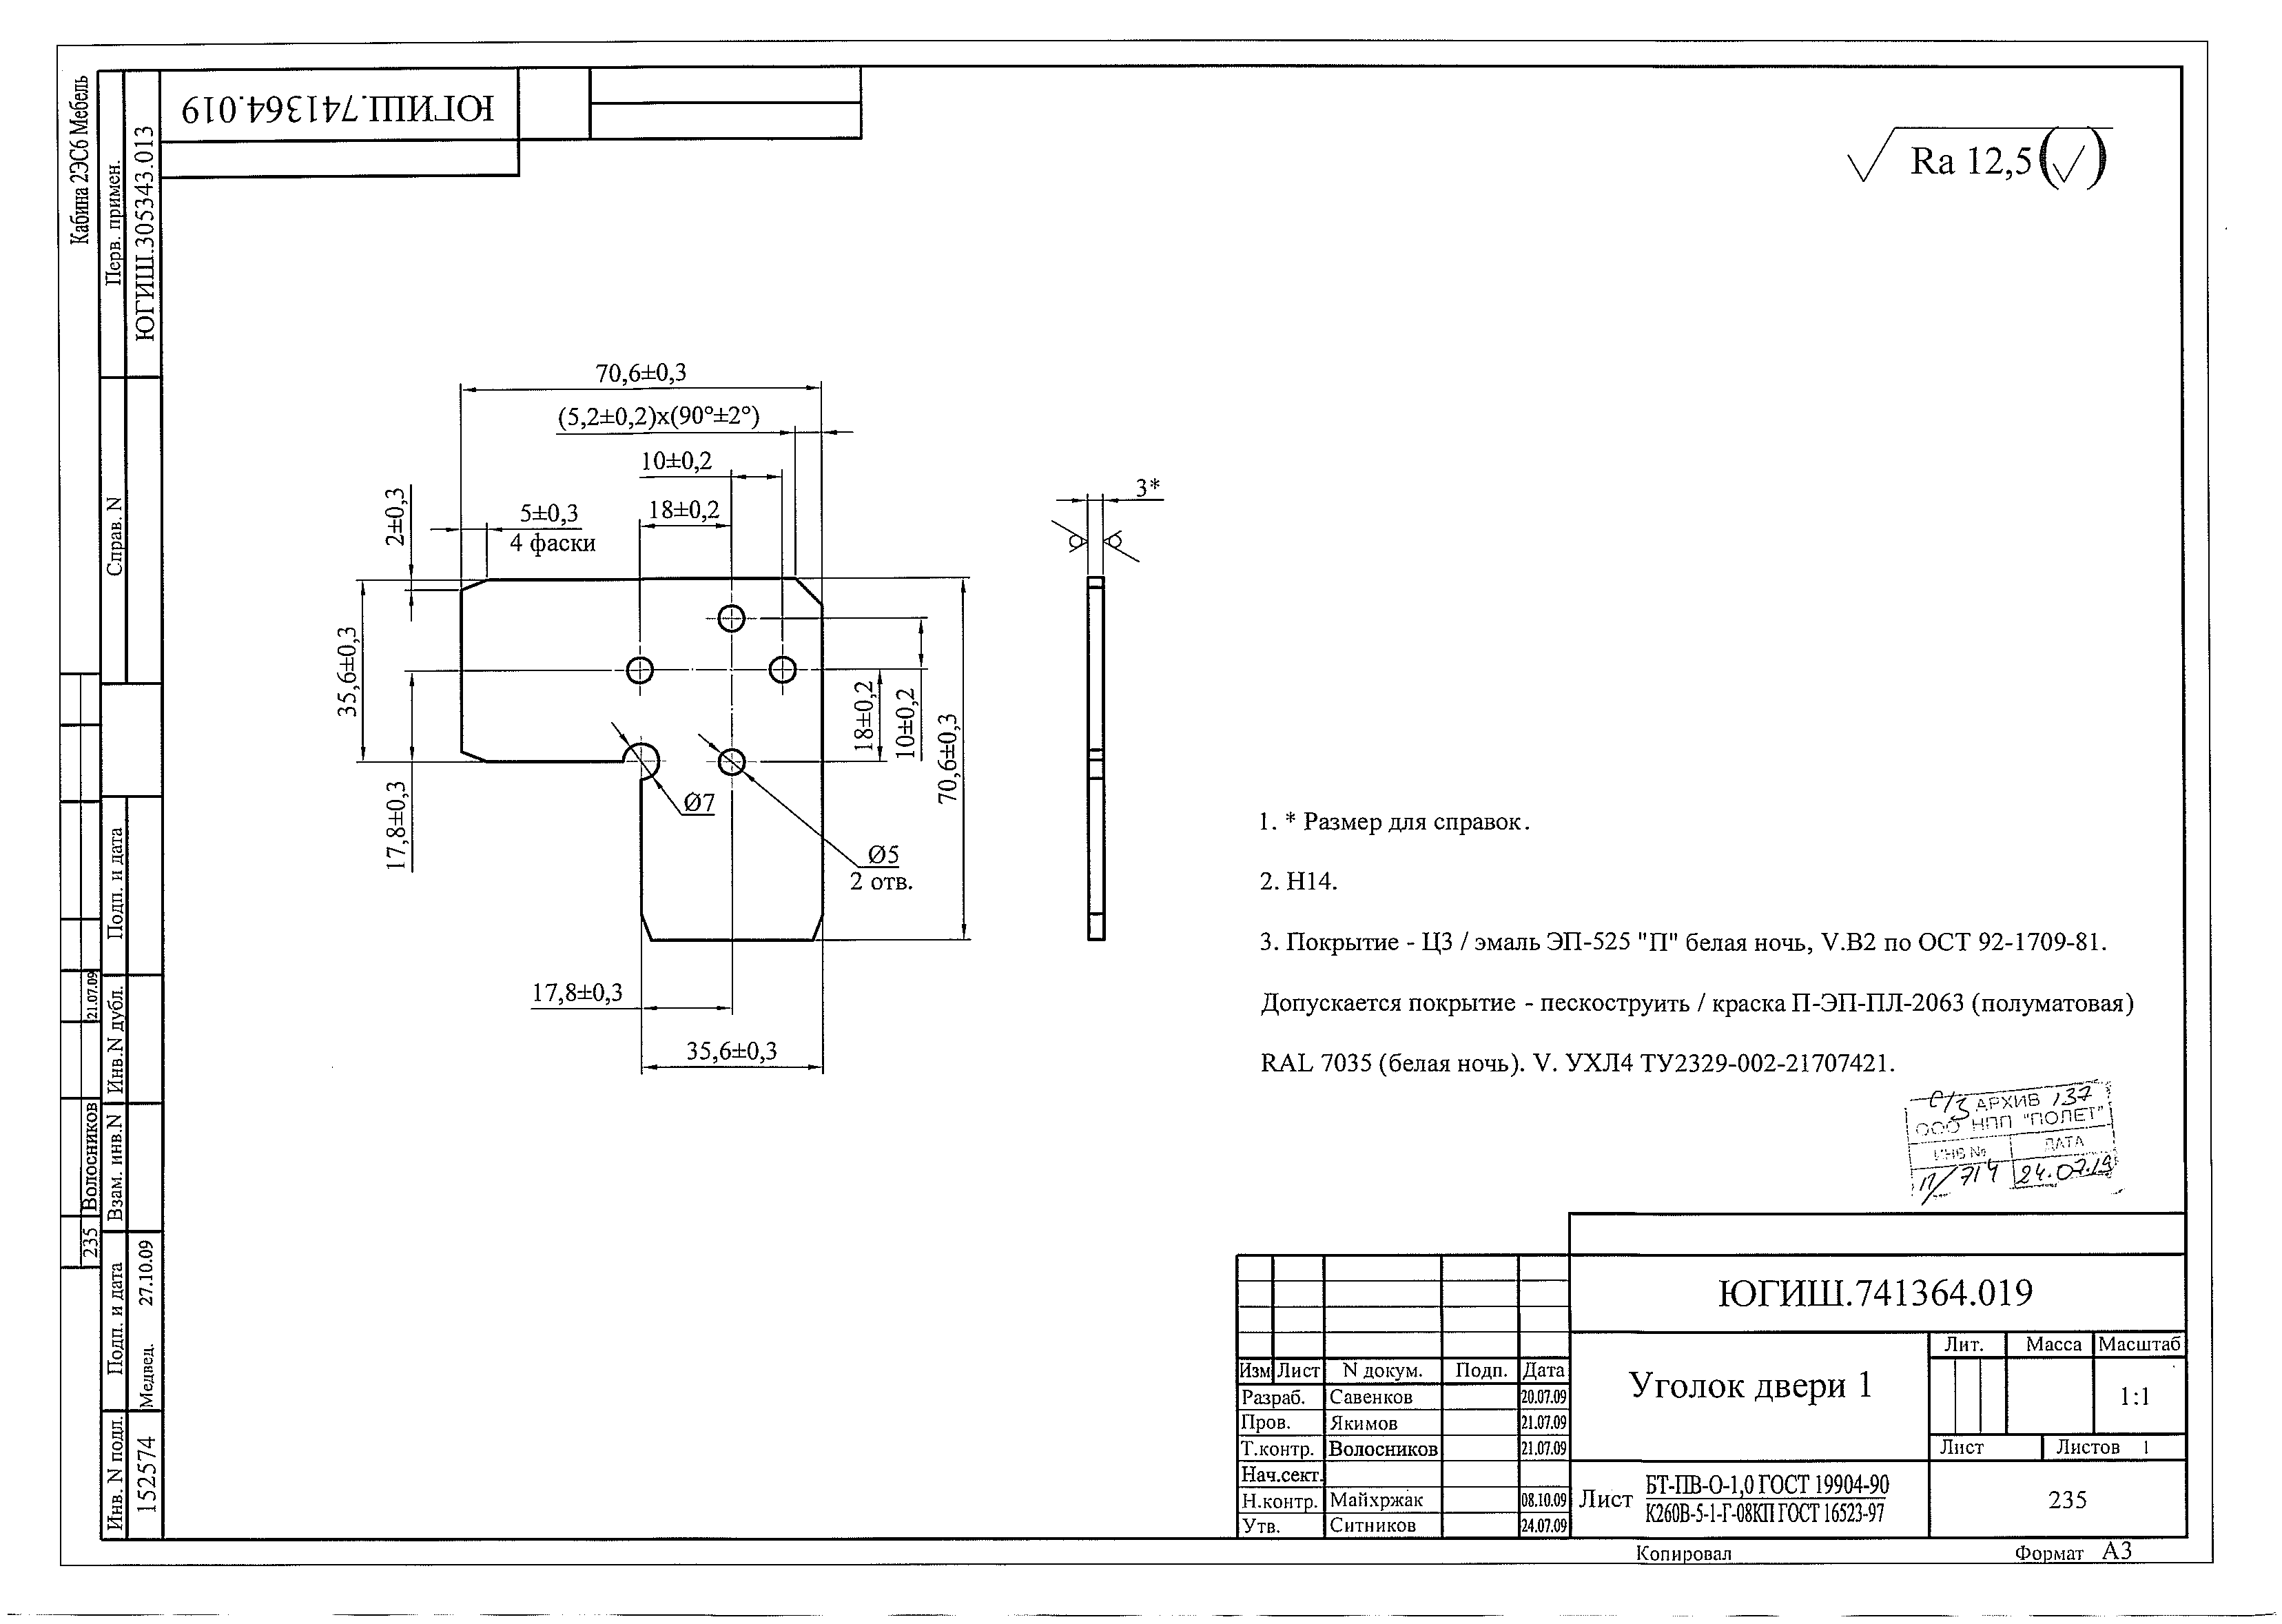 Кабина 2ЭС6 Мебель
Перв. примен.
ЮГИШ.305343.013
ЮГИШ.741364.019
Ra 12,5
Справ. N
70,6±0,3
(5,2±0,2)x(90°±2°)
10±0,2
18±0,2
5±0,3
4 фаски
2±0,3
35,6±0,3
17,8±0,3
Ø7
Ø5
2 отв.
18±0,2
10±0,2
70,6±0,3
17,8±0,3
35,6±0,3
3*
1. * Размер для справок.
2. H14.
3. Покрытие - Ц3 / эмаль ЭП-525 "П" белая ночь, V.B2 по ОСТ 92-1709-81.
Допускается покрытие - пескоструить / краска П-ЭП-ПЛ-2063 (полуматовая)
RAL 7035 (белая ночь). V. УХЛ4 ТУ2329-002-21707421.
АРХИВ 137
ООО НПП "ПОЛЕТ"
ИНВ № ДАТА
П/714 24.07.19
Подп. и дата
Инв.N дубл.
21.07.09
Взам. инв.N
Волосников
235
Подп. и дата
Медвед. 27.10.09
Инв. N подл.
152574
ЮГИШ.741364.019
Изм Лист N докум. Подп. Дата
Разраб. Савенков 20.07.09
Пров. Якимов 21.07.09
Т.контр. Волосников 21.07.09
Нач.сект.
Н.контр. Майхржак 08.10.09
Утв. Ситников 24.07.09
Уголок двери 1
Лит. Масса Масштаб
1:1
Лист Листов 1
Лист БТ-ПВ-О-1,0 ГОСТ 19904-90
К260В-5-1-Г-08КП ГОСТ 16523-97
235
Копировал
Формат А3